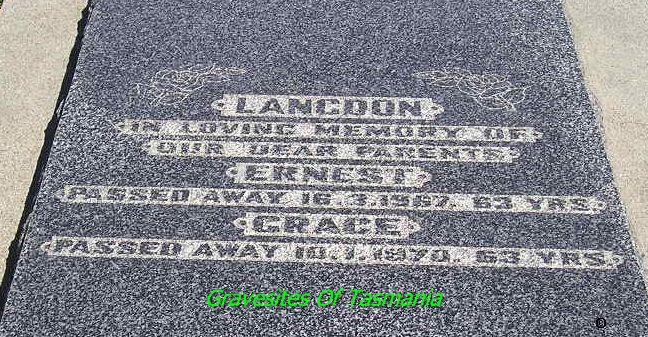 LANGDON
IN LOVING MEMORY OF
OUR DEAR PARENTS
ERNEST
PASSED AWAY 16.3.1967. 63 YRS.
GRACE
PASSED AWAY 10.1.1970. 63 YRS.
Gravesites Of Tasmania